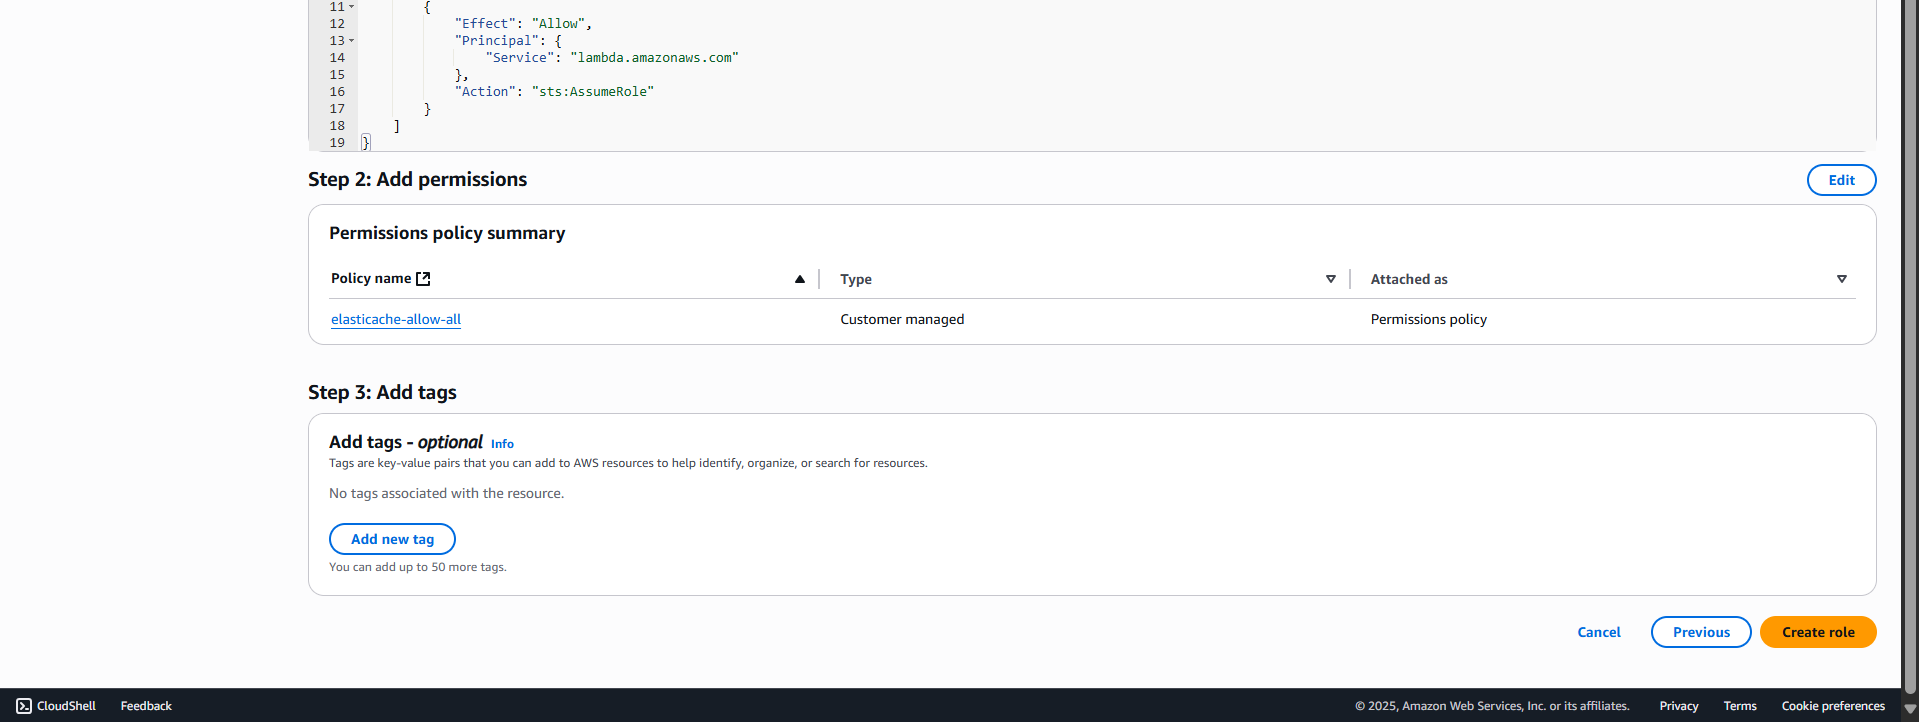 11 {
12 "Effect": "Allow",
13 "Principal": {
14 "Service": "lambda.amazonaws.com"
15 },
16 "Action": "sts:AssumeRole"
17 }
18 ]
19 }
Step 2: Add permissions
Edit
Permissions policy summary
Policy name Type Attached as
elasticache-allow-all Customer managed Permissions policy
Step 3: Add tags
Add tags - optional Info
Tags are key-value pairs that you can add to AWS resources to help identify, organize, or search for resources.
No tags associated with the resource.
Add new tag
You can add up to 50 more tags.
Cancel Previous Create role
CloudShell Feedback © 2025, Amazon Web Services, Inc. or its affiliates. Privacy Terms Cookie preferences